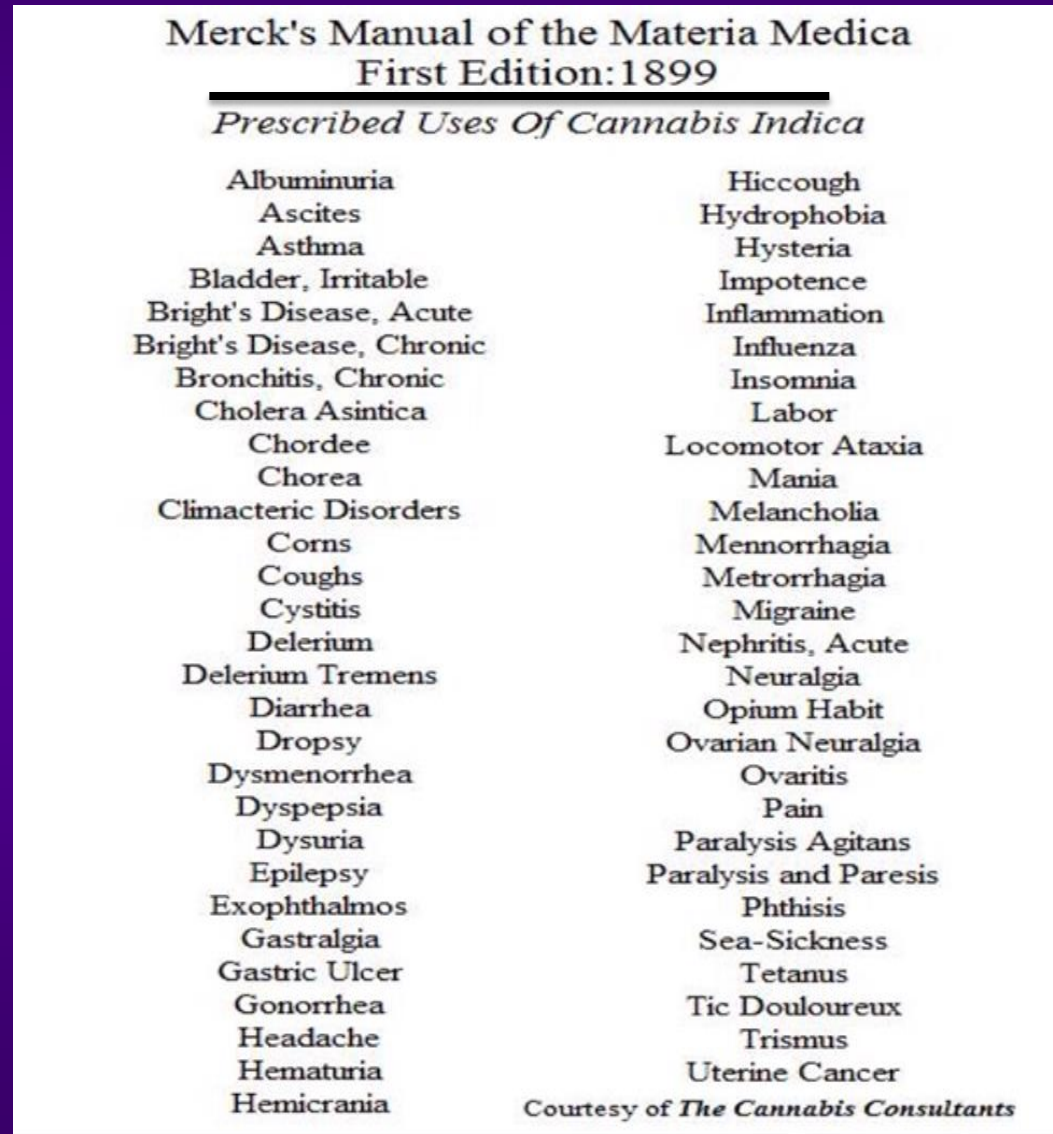 Merck's Manual of the Materia Medica
First Edition:1899
Prescribed Uses Of Cannabis Indica
Albuminuria
Ascites
Asthma
Bladder, Irritable
Bright's Disease, Acute
Bright's Disease, Chronic
Bronchitis, Chronic
Cholera Asintica
Chordee
Chorea
Climacteric Disorders
Corns
Coughs
Cystitis
Delerium
Delerium Tremens
Diarrhea
Dropsy
Dysmenorrhea
Dyspepsia
Dysuria
Epilepsy
Exophthalmos
Gastralgia
Gastric Ulcer
Gonorrhea
Headache
Hematuria
Hemicrania
Hiccough
Hydrophobia
Hysteria
Impotence
Inflammation
Influenza
Insomnia
Labor
Locomotor Ataxia
Mania
Melancholia
Mennorrhagia
Metrorrhagia
Migraine
Nephritis, Acute
Neuralgia
Opium Habit
Ovarian Neuralgia
Ovaritis
Pain
Paralysis Agitans
Paralysis and Paresis
Phthisis
Sea-Sickness
Tetanus
Tic Douloureux
Trismus
Uterine Cancer
Courtesy of The Cannabis Consultants